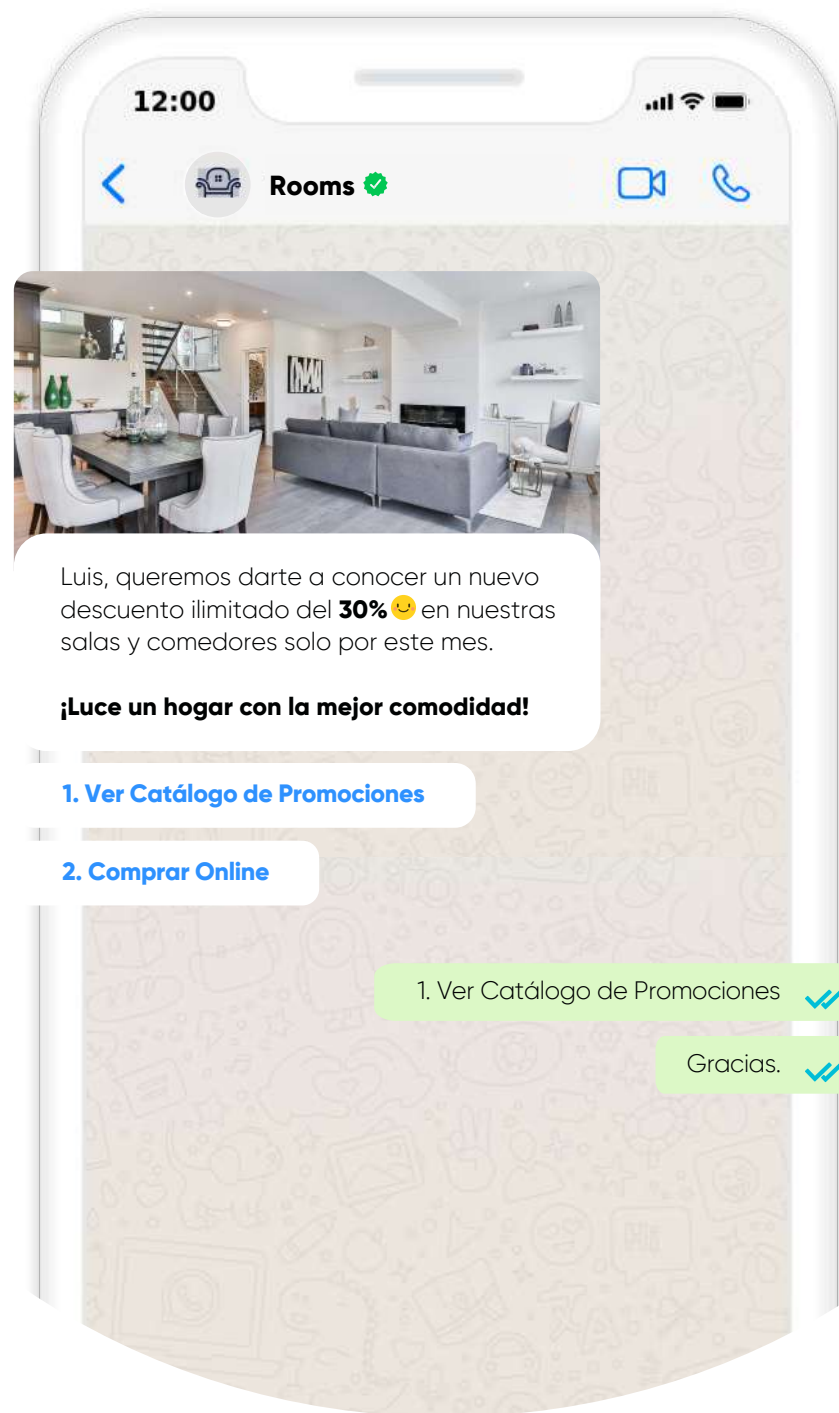 12:00
Rooms
Luis, queremos darte a conocer un nuevo
descuento ilimitado del 30% 🙂 en nuestras
salas y comedores solo por este mes.
¡Luce un hogar con la mejor comodidad!
1. Ver Catálogo de Promociones
2. Comprar Online
1. Ver Catálogo de Promociones
Gracias.